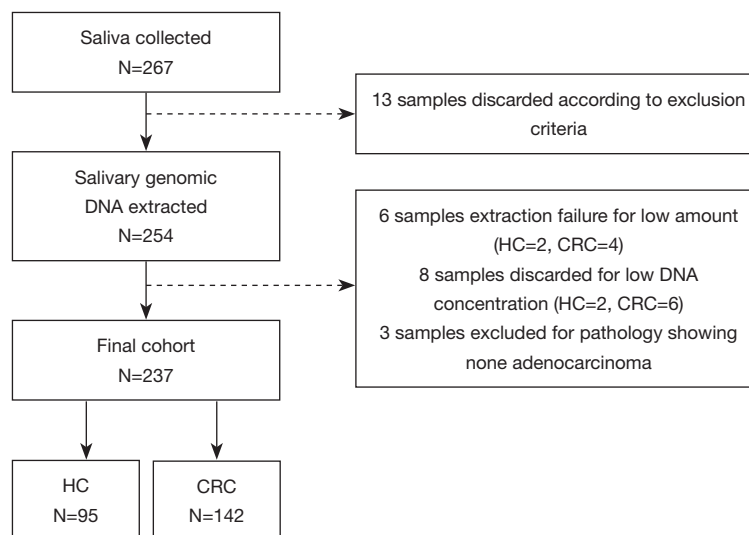 Saliva collected
N=267
13 samples discarded according to exclusion
criteria
Salivary genomic
DNA extracted
N=254
6 samples extraction failure for low amount
(HC=2, CRC=4)
8 samples discarded for low DNA
concentration (HC=2, CRC=6)
3 samples excluded for pathology showing
none adenocarcinoma
Final cohort
N=237
HC
N=95
CRC
N=142